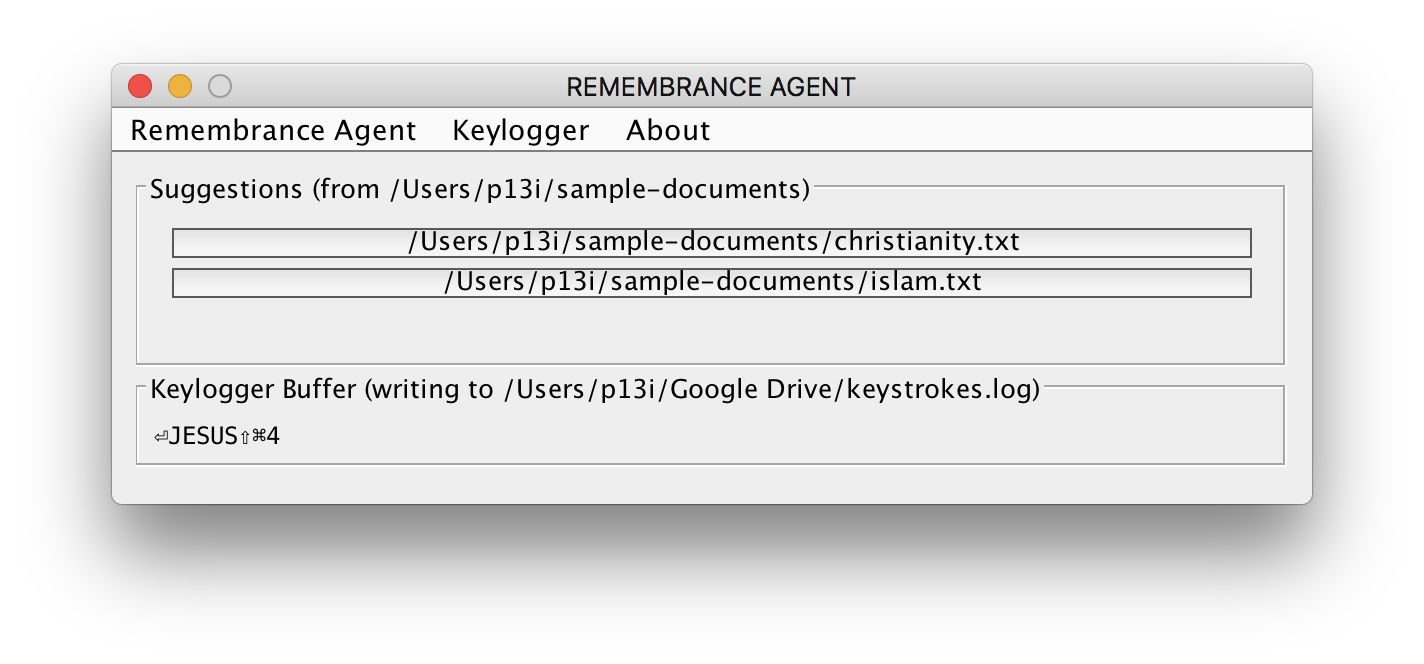 REMEMBRANCE AGENT
Remembrance Agent Keylogger About
Suggestions (from /Users/p13i/sample-documents)
/Users/p13i/sample-documents/christianity.txt
/Users/p13i/sample-documents/islam.txt
Keylogger Buffer (writing to /Users/p13i/Google Drive/keystrokes.log)
⏎JESUS⇧⌘4